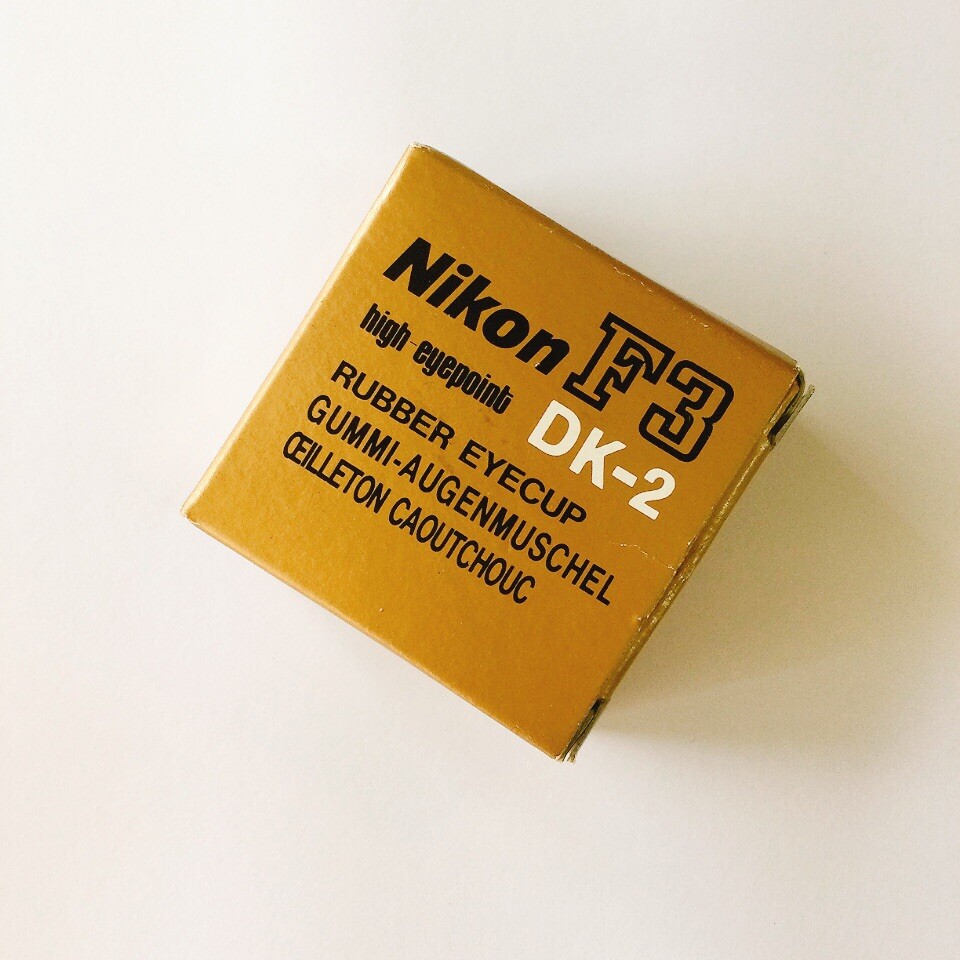 Nikon F3
high-eyepoint DK-2
RUBBER EYECUP
GUMMI-AUGENMUSCHEL
ŒILLETON CAOUTCHOUC